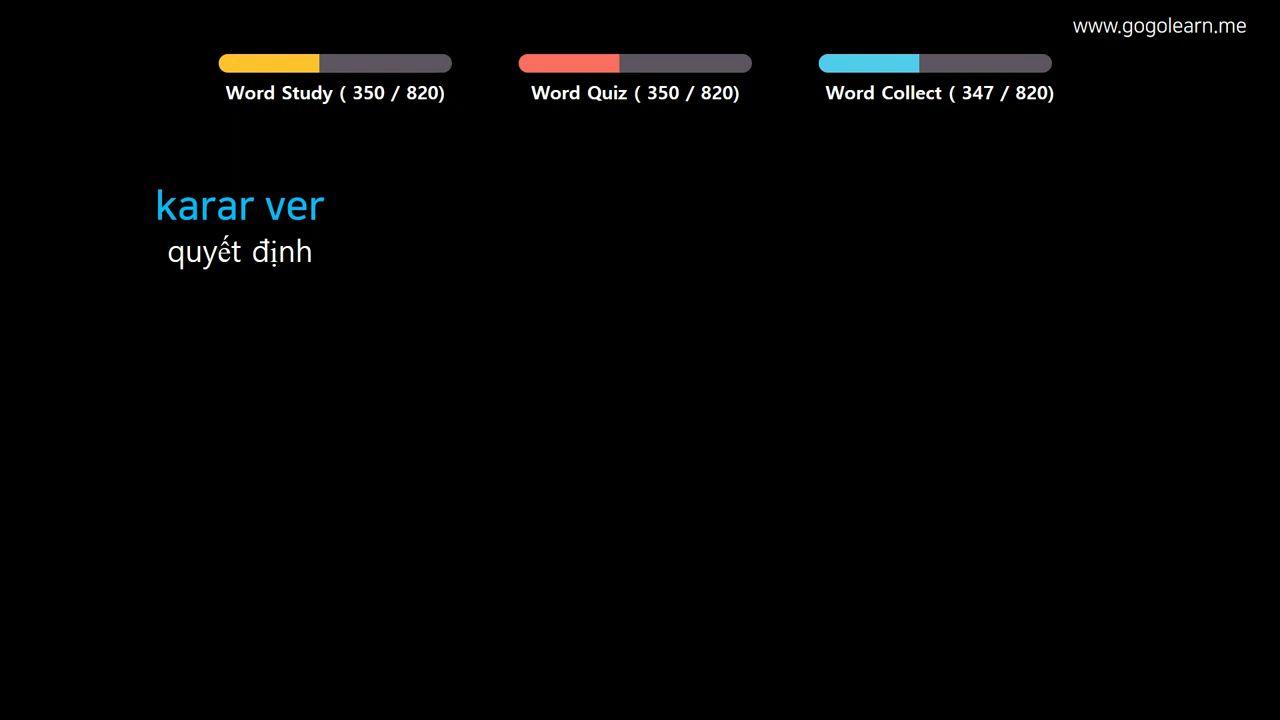 www.gogolearn.me
Word Study ( 350 / 820)
Word Quiz ( 350 / 820)
Word Collect ( 347 / 820)
karar ver
quyết định